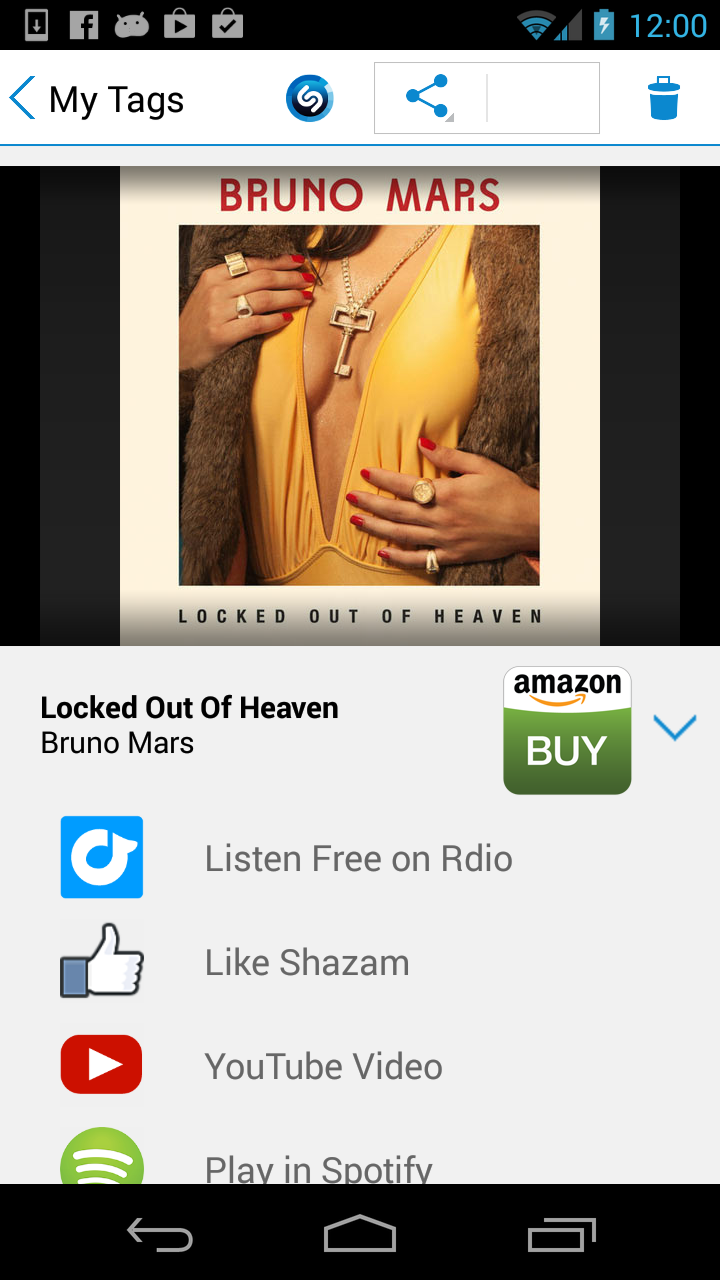 12:00
My Tags
BRUNO MARS
LOCKED OUT OF HEAVEN
Locked Out Of Heaven
Bruno Mars
amazon
BUY
Listen Free on Rdio
Like Shazam
YouTube Video
Play in Spotify